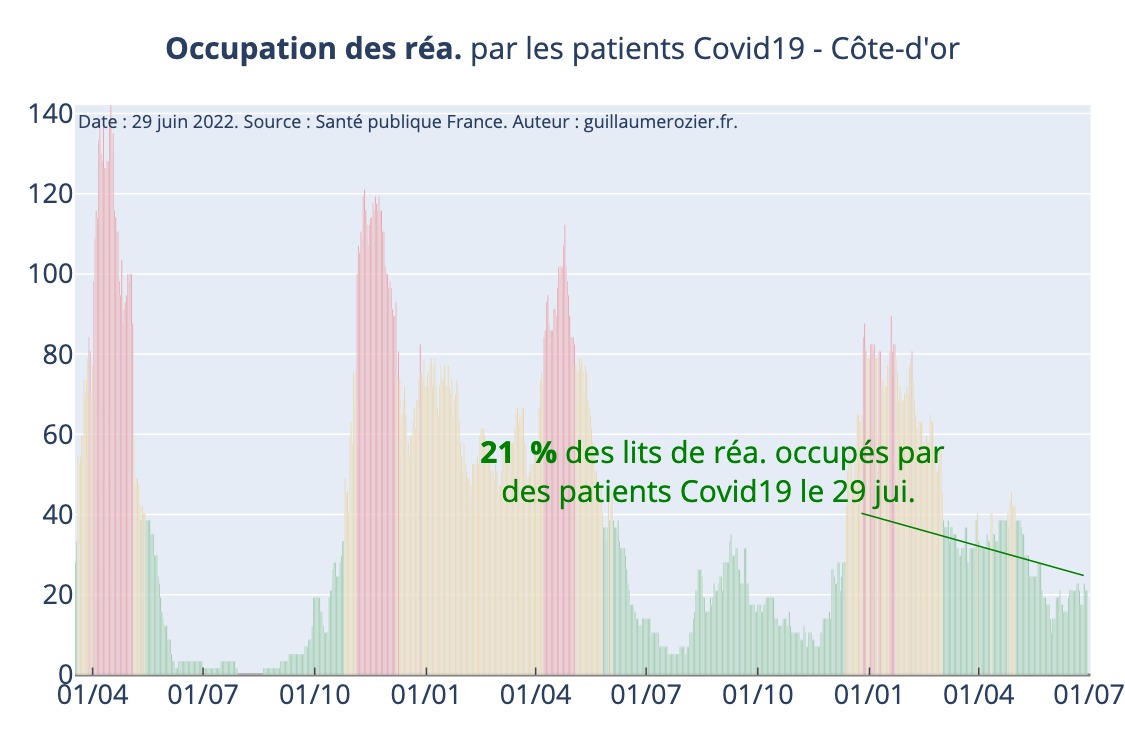 Occupation des réa. par les patients Covid19 - Côte-d'or
140
Date : 29 juin 2022. Source : Santé publique France. Auteur : guillaumerozier.fr.
120
100
80
60
21 % des lits de réa. occupés par
des patients Covid19 le 29 jui.
40
20
0
01/04 01/07 01/10 01/01 01/04 01/07 01/10 01/01 01/04 01/07